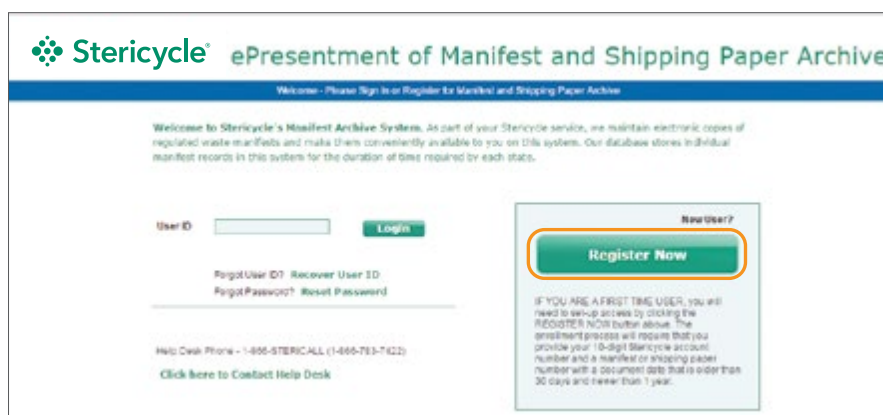 Stericycle®
ePresentment of Manifest and Shipping Paper Archive
Welcome - Please Sign In or Register for Manifest and Shipping Paper Archive
Welcome to Stericycle's Manifest Archive System. As part of your Stericycle service, we maintain electronic copies of
regulated waste manifests and make them conveniently available to you on this system. Our database stores individual
manifest records in this system for the duration of time required by each state.
User ID
Login
Forgot User ID? Recover User ID
Forgot Password? Reset Password
Help Desk Phone - 1-866-STERICALL (1-866-783-7422)
Click here to Contact Help Desk
New User?
Register Now
IF YOU ARE A FIRST TIME USER, you will
need to set-up access by clicking the
REGISTER NOW button above. The
enrollment process will require that you
provide your 10-digit Stericycle account
number and a manifest or shipping paper
number with a document date that is older than
30 days and newer than 1 year.